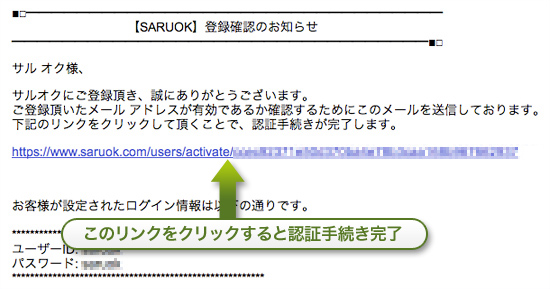 ■□━━━━━━━━━━━━━━━━━━━━━━━━━━━━━━
【SARUOK】登録確認のお知らせ
━━━━━━━━━━━━━━━━━━━━━━━━━━━━━━■□
サル オク様、
サルオクにご登録頂き、誠にありがとうございます。
ご登録頂いたメール アドレスが有効であるか確認するためにこのメールを送信しております。
下記のリンクをクリックして頂くことで、認証手続きが完了します。
https://www.saruok.com/users/activate/
お客様が設定されたログイン情報は以下の通りです。
このリンクをクリックすると認証手続き完了
ユーザーID:
パスワード:
********************************************************